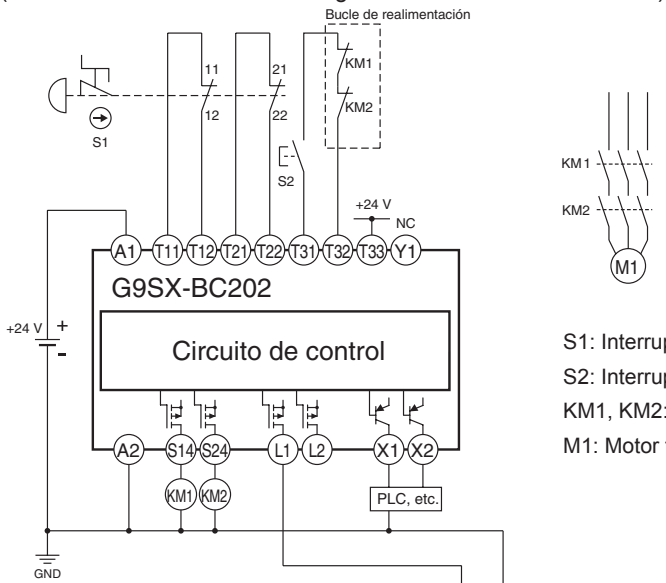 Bucle de realimentación
11
21
KM1
12
22
KM2
S1
S2
+24 V
NC
A1
T11
T12
T21
T22
T31
T32
T33
Y1
G9SX-BC202
+24 V
+
-
Circuito de control
A2
S14
S24
L1
L2
X1
X2
KM1
KM2
PLC, etc.
GND
KM1
KM2
M1
S1: Interrup
S2: Interrup
KM1, KM2:
M1: Motor